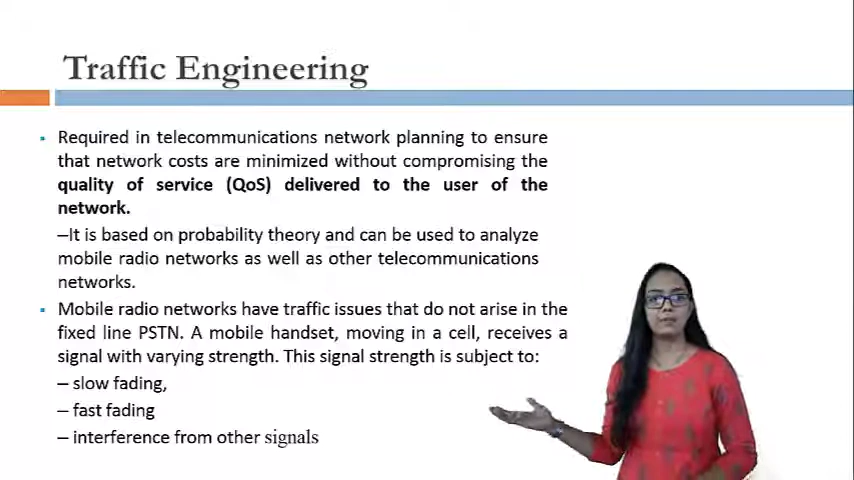 Traffic Engineering
Required in telecommunications network planning to ensure
that network costs are minimized without compromising the
quality of service (QoS) delivered to the user of the
network.
–It is based on probability theory and can be used to analyze
mobile radio networks as well as other telecommunications
networks.
Mobile radio networks have traffic issues that do not arise in the
fixed line PSTN. A mobile handset, moving in a cell, receives a
signal with varying strength. This signal strength is subject to:
– slow fading,
– fast fading
– interference from other signals